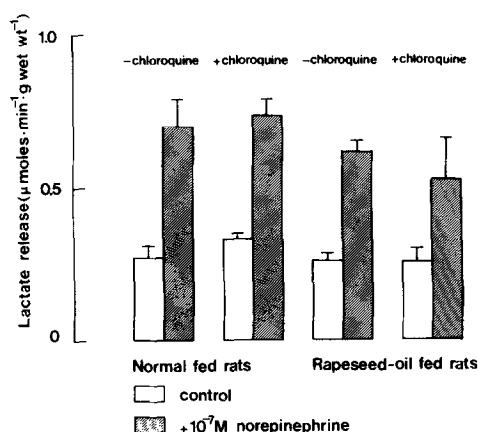 Lactate release (μmoles·min⁻¹·g wet wt⁻¹)
1.0
0.5
0
-chloroquine +chloroquine -chloroquine +chloroquine
Normal fed rats Rapeseed-oil fed rats
control
+10⁻⁷M norepinephrine